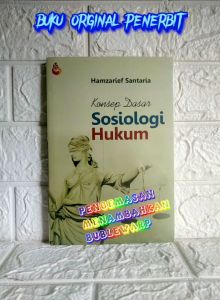 BUKU ORGINAL PENERBIT
Hamzarief Santaria
Konsep Dasar
Sosiologi
Hukum
PENGEMASAN
MENAMBAHKAN
BUBLEWARP